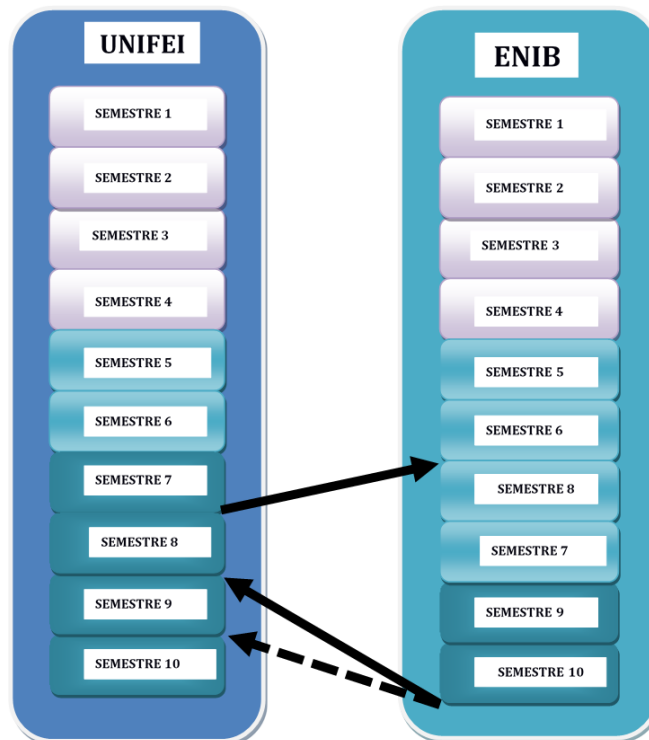 UNIFEI
SEMESTRE 1
SEMESTRE 2
SEMESTRE 3
SEMESTRE 4
SEMESTRE 5
SEMESTRE 6
SEMESTRE 7
SEMESTRE 8
SEMESTRE 9
SEMESTRE 10
ENIB
SEMESTRE 1
SEMESTRE 2
SEMESTRE 3
SEMESTRE 4
SEMESTRE 5
SEMESTRE 6
SEMESTRE 8
SEMESTRE 7
SEMESTRE 9
SEMESTRE 10